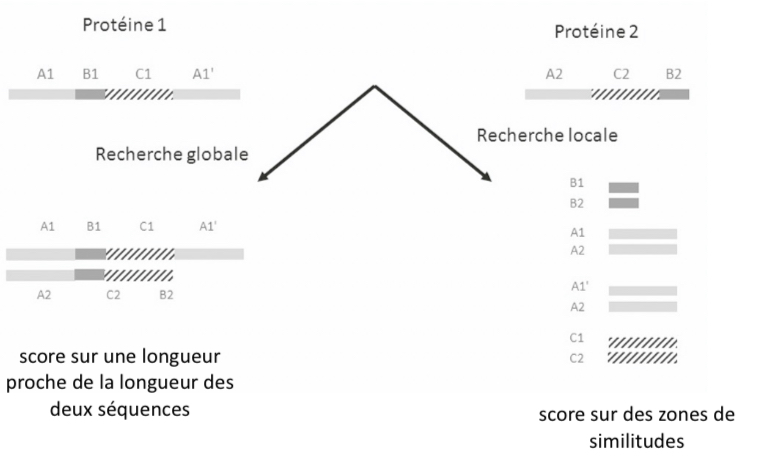 Protéine 1
Protéine 2
A1 B1 C1 A1'
A2 C2 B2
Recherche globale
Recherche locale
A1 B1 C1 A1'
A2 C2 B2
B1
B2
A1
A2
A1'
A2
C1
C2
score sur une longueur
proche de la longueur des
deux séquences
score sur des zones de
similitudes